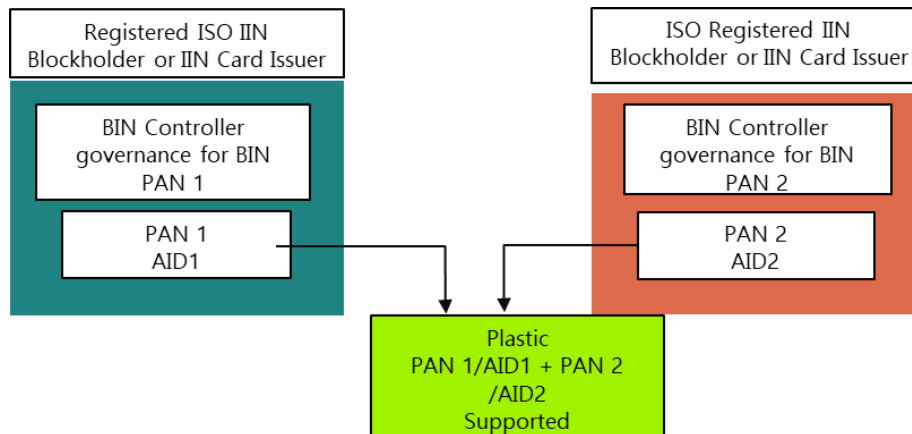 Registered ISO IIN
Blockholder or IIN Card Issuer
BIN Controller
governance for BIN
PAN 1
PAN 1
AID1
ISO Registered IIN
Blockholder or IIN Card Issuer
BIN Controller
governance for BIN
PAN 2
PAN 2
AID2
Plastic
PAN 1/AID1 + PAN 2
/AID2
Supported